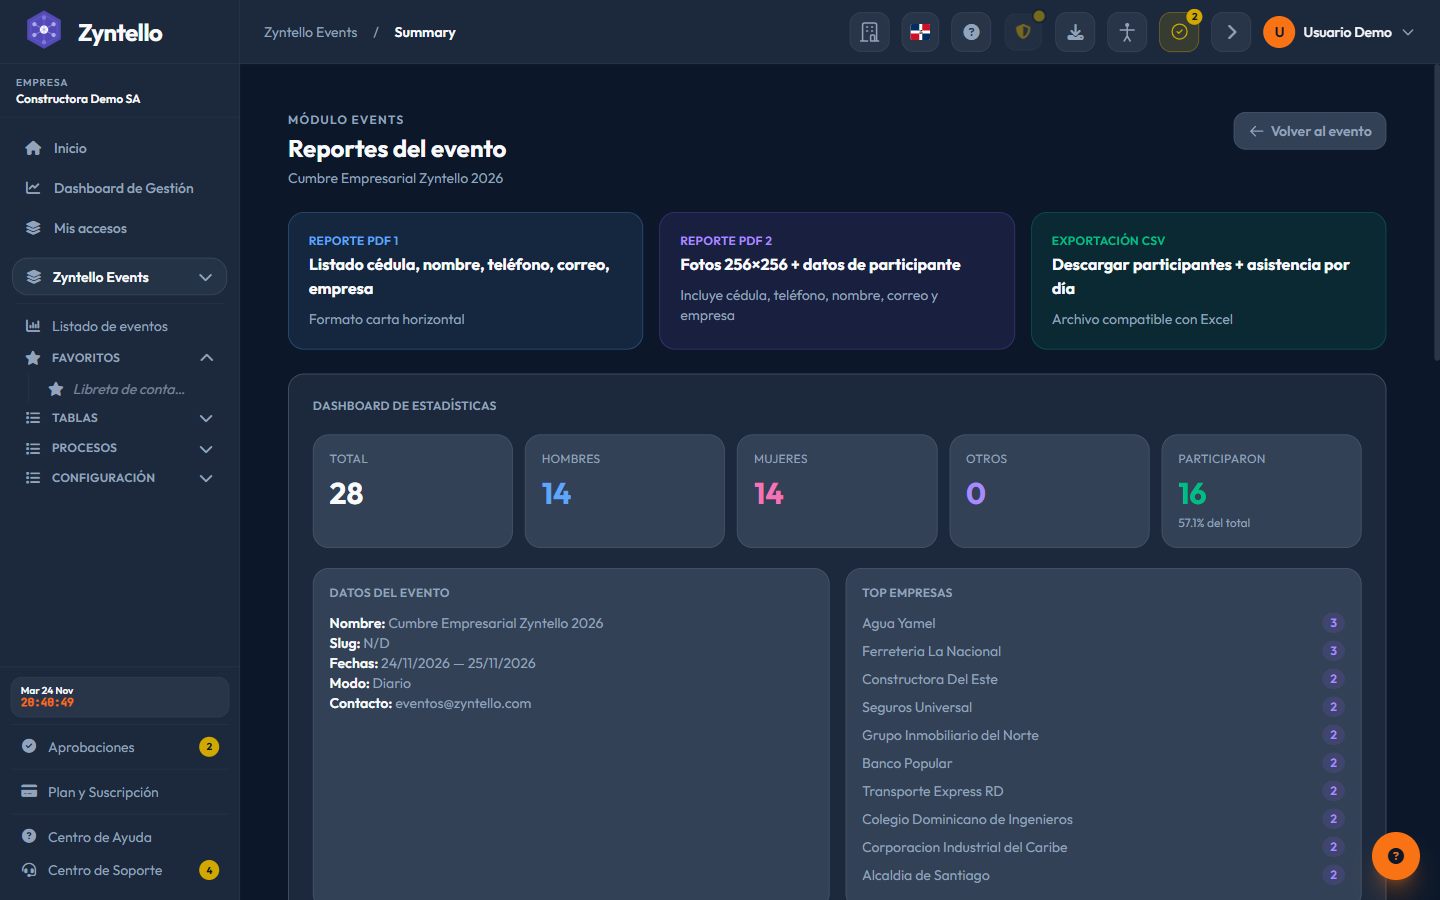 Zyntello
Zyntello Events / Summary
2
U
Usuario Demo
EMPRESA
Constructora Demo SA
Inicio
Dashboard de Gestión
Mis accesos
Zyntello Events
Listado de eventos
FAVORITOS
Libreta de conta...
TABLAS
PROCESOS
CONFIGURACIÓN
Mar 24 Nov
20:40:49
Aprobaciones 2
Plan y Suscripción
Centro de Ayuda
Centro de Soporte 4
MÓDULO EVENTS
Reportes del evento
Cumbre Empresarial Zyntello 2026
← Volver al evento
REPORTE PDF 1
Listado cédula, nombre, teléfono, correo,
empresa
Formato carta horizontal
REPORTE PDF 2
Fotos 256×256 + datos de participante
Incluye cédula, teléfono, nombre, correo y
empresa
EXPORTACIÓN CSV
Descargar participantes + asistencia por
día
Archivo compatible con Excel
DASHBOARD DE ESTADÍSTICAS
TOTAL
28
HOMBRES
14
MUJERES
14
OTROS
0
PARTICIPARON
16
57.1% del total
DATOS DEL EVENTO
Nombre: Cumbre Empresarial Zyntello 2026
Slug: N/D
Fechas: 24/11/2026 — 25/11/2026
Modo: Diario
Contacto: eventos@zyntello.com
TOP EMPRESAS
Agua Yamel 3
Ferreteria La Nacional 3
Constructora Del Este 2
Seguros Universal 2
Grupo Inmobiliario del Norte 2
Banco Popular 2
Transporte Express RD 2
Colegio Dominicano de Ingenieros 2
Corporacion Industrial del Caribe 2
Alcaldia de Santiago 2